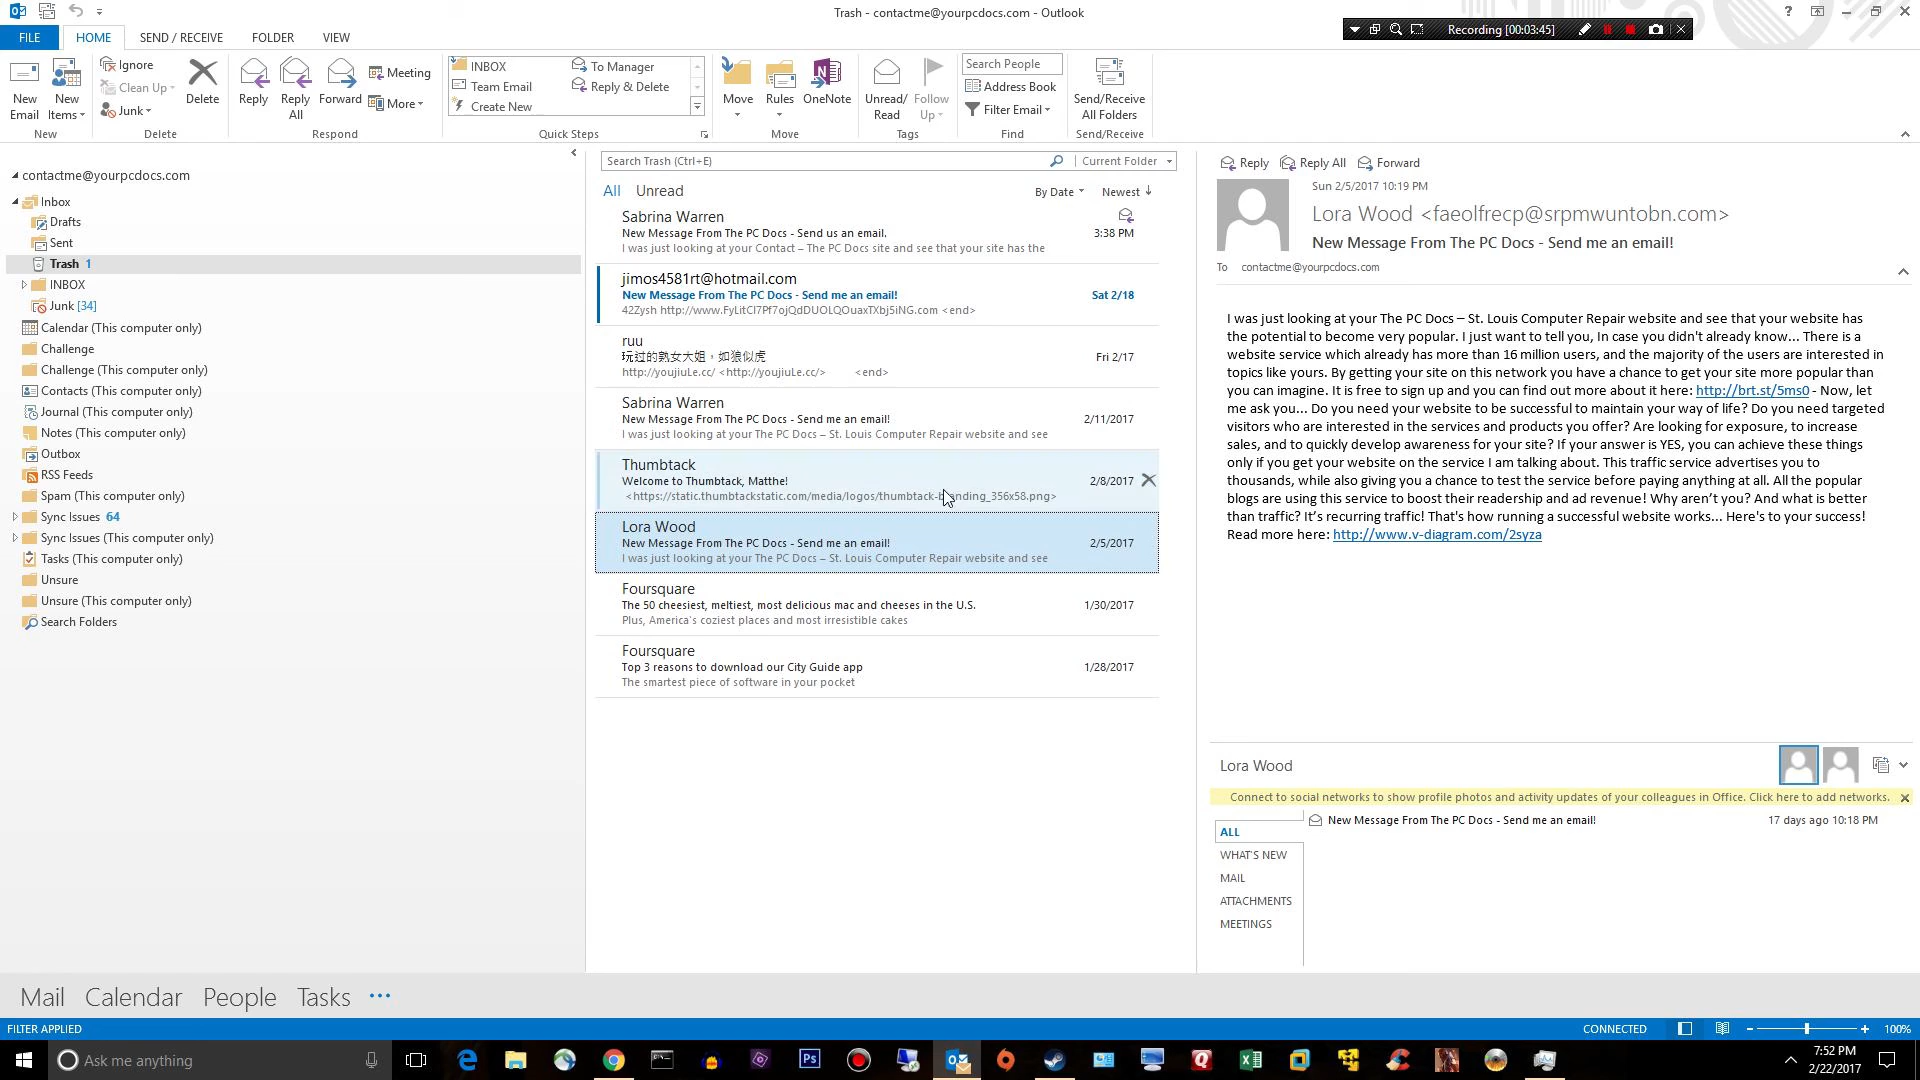 Trash - contactme@yourpcdocs.com - Outlook
Recording [00:03:45]
FILE
HOME
SEND / RECEIVE
FOLDER
VIEW
New Email
New Items
New
Ignore
Clean Up
Junk
Delete
Delete
Reply
Reply All
Forward
Meeting
More
Respond
INBOX
To Manager
Team Email
Reply & Delete
Create New
Quick Steps
Move
Rules
OneNote
Move
Unread/ Read
Follow Up
Tags
Search People
Address Book
Filter Email
Find
Send/Receive All Folders
Send/Receive
contactme@yourpcdocs.com
Inbox
Drafts
Sent
Trash 1
INBOX
Junk [34]
Calendar (This computer only)
Challenge
Challenge (This computer only)
Contacts (This computer only)
Journal (This computer only)
Notes (This computer only)
Outbox
RSS Feeds
Spam (This computer only)
Sync Issues 64
Sync Issues (This computer only)
Tasks (This computer only)
Unsure
Unsure (This computer only)
Search Folders
Search Trash (Ctrl+E)
Current Folder
All Unread
By Date Newest
Sabrina Warren
New Message From The PC Docs - Send us an email. 3:38 PM
I was just looking at your Contact – The PC Docs site and see that your site has the
jimos4581rt@hotmail.com
New Message From The PC Docs - Send me an email! Sat 2/18
42Zysh http://www.FyLitCl7Pf7ojQdDUOLQOuaxTXbj5iNG.com <end>
ruu
玩过的熟女大姐，如狼似虎 Fri 2/17
http://youjiuLe.cc/ <http://youjiuLe.cc/> <end>
Sabrina Warren
New Message From The PC Docs - Send me an email! 2/11/2017
I was just looking at your The PC Docs – St. Louis Computer Repair website and see
Thumbtack
Welcome to Thumbtack, Matthe! 2/8/2017
Lora Wood
New Message From The PC Docs - Send me an email! 2/5/2017
I was just looking at your The PC Docs – St. Louis Computer Repair website and see
Foursquare
The 50 cheesiest, meltiest, most delicious mac and cheeses in the U.S. 1/30/2017
Plus, America's coziest places and most irresistible cakes
Foursquare
Top 3 reasons to download our City Guide app 1/28/2017
The smartest piece of software in your pocket
Reply Reply All Forward
Sun 2/5/2017 10:19 PM
Lora Wood <faeolfrecp@srpmwuntobn.com>
New Message From The PC Docs - Send me an email!
To contactme@yourpcdocs.com
I was just looking at your The PC Docs – St. Louis Computer Repair website and see that your website has
the potential to become very popular. I just want to tell you, In case you didn't already know... There is a
website service which already has more than 16 million users, and the majority of the users are interested in
topics like yours. By getting your site on this network you have a chance to get your site more popular than
you can imagine. It is free to sign up and you can find out more about it here: http://brt.st/5ms0 - Now, let
me ask you... Do you need your website to be successful to maintain your way of life? Do you need targeted
visitors who are interested in the services and products you offer? Are looking for exposure, to increase
sales, and to quickly develop awareness for your site? If your answer is YES, you can achieve these things
only if you get your website on the service I am talking about. This traffic service advertises you to
thousands, while also giving you a chance to test the service before paying anything at all. All the popular
blogs are using this service to boost their readership and ad revenue! Why aren’t you? And what is better
than traffic? It’s recurring traffic! That's how running a successful website works... Here's to your success!
Read more here: http://www.v-diagram.com/2syza
Lora Wood
Connect to social networks to show profile photos and activity updates of your colleagues in Office. Click here to add networks.
ALL
New Message From The PC Docs - Send me an email! 17 days ago 10:18 PM
WHAT'S NEW
MAIL
ATTACHMENTS
MEETINGS
Mail Calendar People Tasks
FILTER APPLIED
CONNECTED
100%
Ask me anything
Ps
7:52 PM
2/22/2017